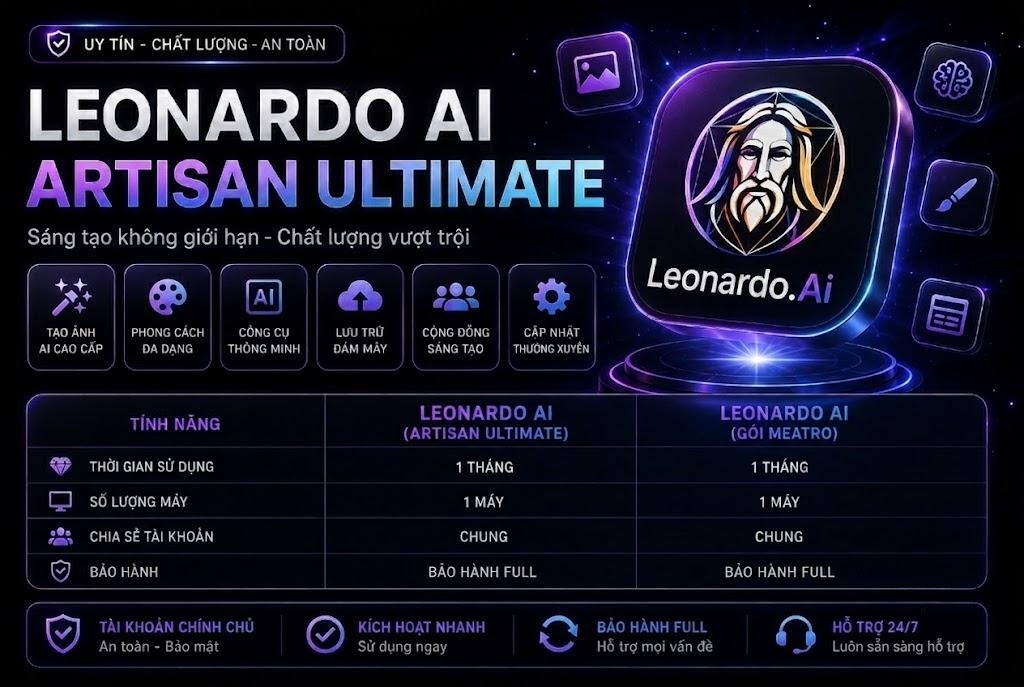 UY TÍN - CHẤT LƯỢNG - AN TOÀN
LEONARDO AI
ARTISAN ULTIMATE
Sáng tạo không giới hạn - Chất lượng vượt trội
TẠO ẢNH
AI CAO CẤP
PHONG CÁCH
ĐA DẠNG
AI
CÔNG CỤ
THÔNG MINH
LƯU TRỮ
ĐÁM MÂY
CỘNG ĐỒNG
SÁNG TẠO
CẬP NHẬT
THƯỜNG XUYÊN
Leonardo.Ai
TÍNH NĂNG
LEONARDO AI
(ARTISAN ULTIMATE)
LEONARDO AI
(GÓI MEATRO)
THỜI GIAN SỬ DỤNG
1 THÁNG
1 THÁNG
SỐ LƯỢNG MÁY
1 MÁY
1 MÁY
CHIA SẺ TÀI KHOẢN
CHUNG
CHUNG
BẢO HÀNH
BẢO HÀNH FULL
BẢO HÀNH FULL
TÀI KHOẢN CHÍNH CHỦ
An toàn - Bảo mật
KÍCH HOẠT NHANH
Sử dụng ngay
BẢO HÀNH FULL
Hỗ trợ mọi vấn đề
HỖ TRỢ 24/7
Luôn sẵn sàng hỗ trợ